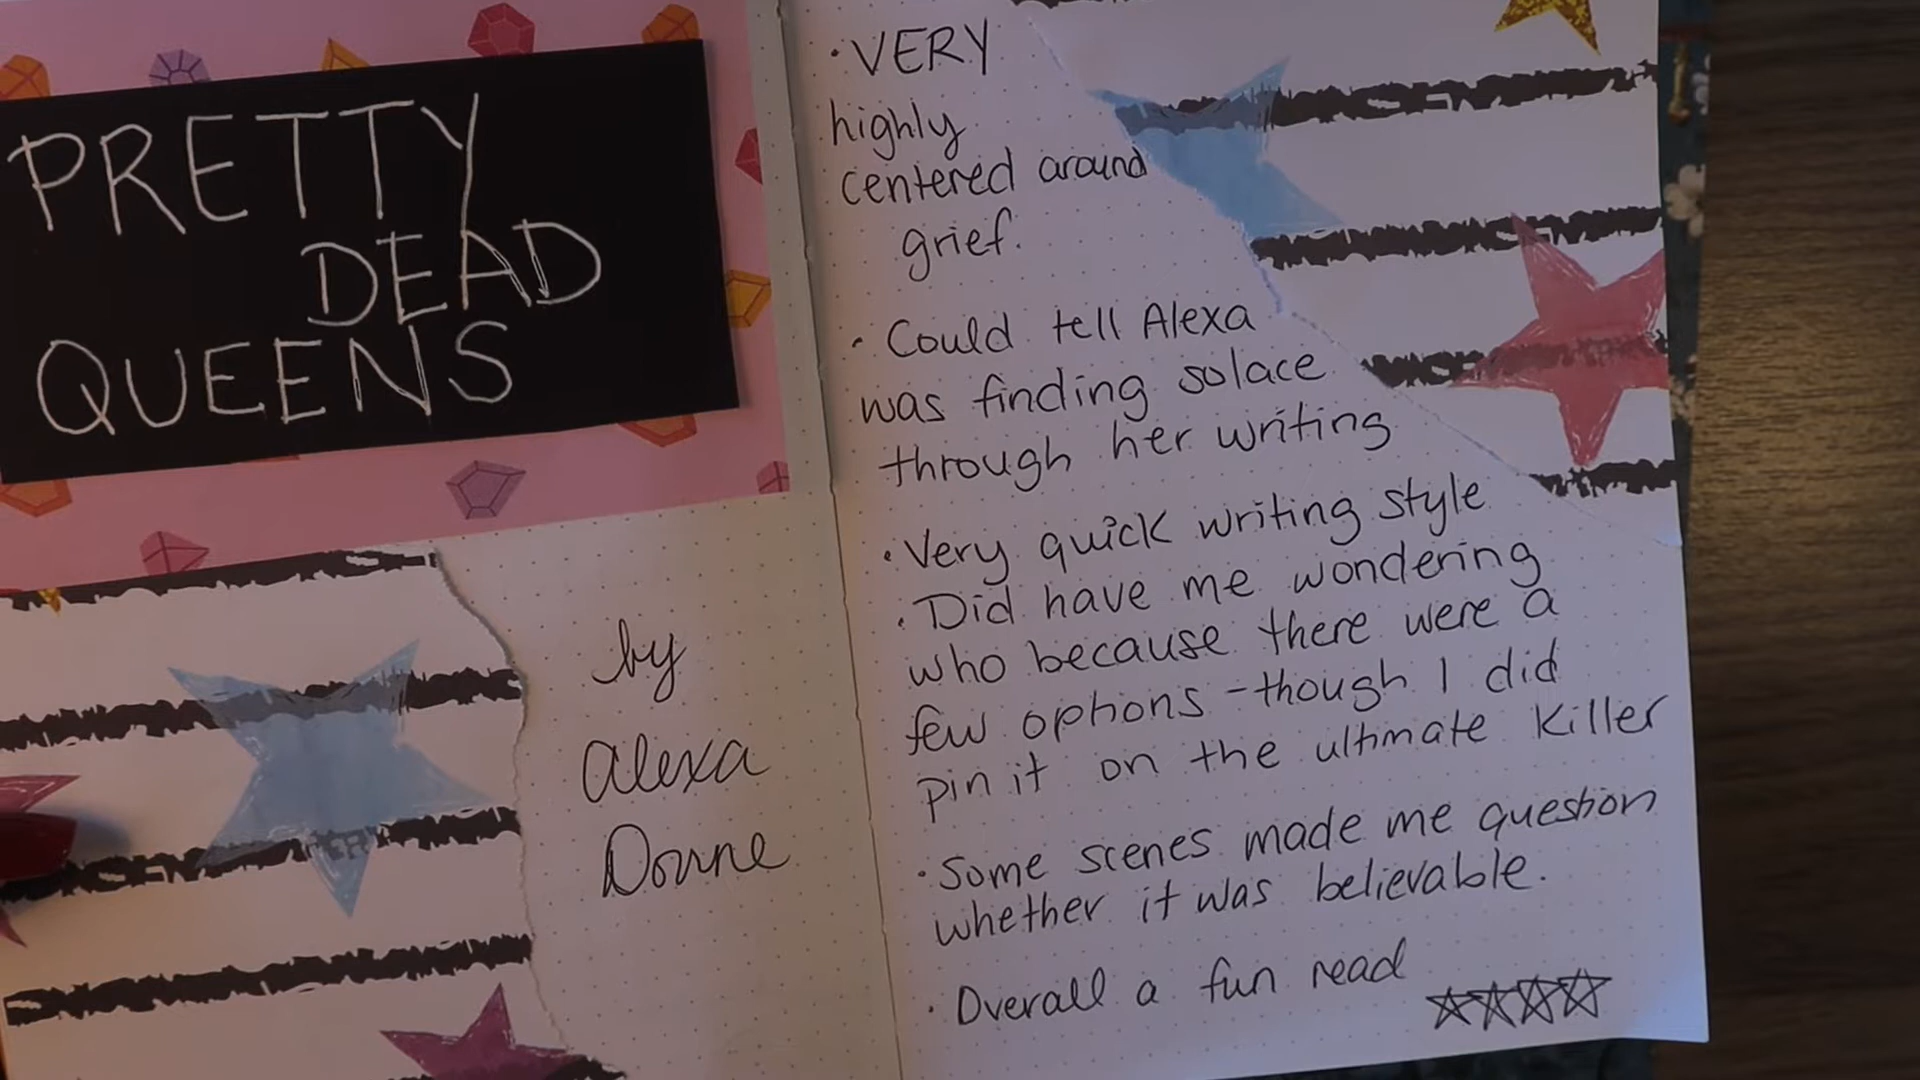 PRETTY
DEAD
QUEENS
by
Alexa
Donne
· VERY
highly
centered around
grief.
· Could tell Alexa
was finding solace
through her writing
· Very quick writing style
· Did have me wondering
who because there were a
few options - though I did
pin it on the ultimate killer
· Some scenes made me question
whether it was believable.
· Overall a fun read